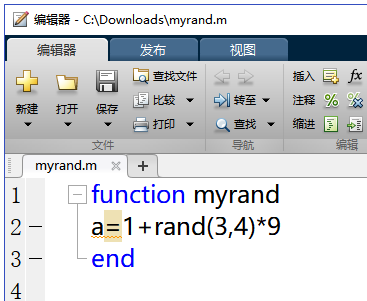 编辑器 - C:\Downloads\myrand.m
编辑器 发布 视图
新建 打开 保存 查找文件 比较 打印
转至 查找
插入 fx
注释 %
缩进
文件 导航 编辑
myrand.m
1 function myrand
2 a=1+rand(3,4)*9
3 end
4